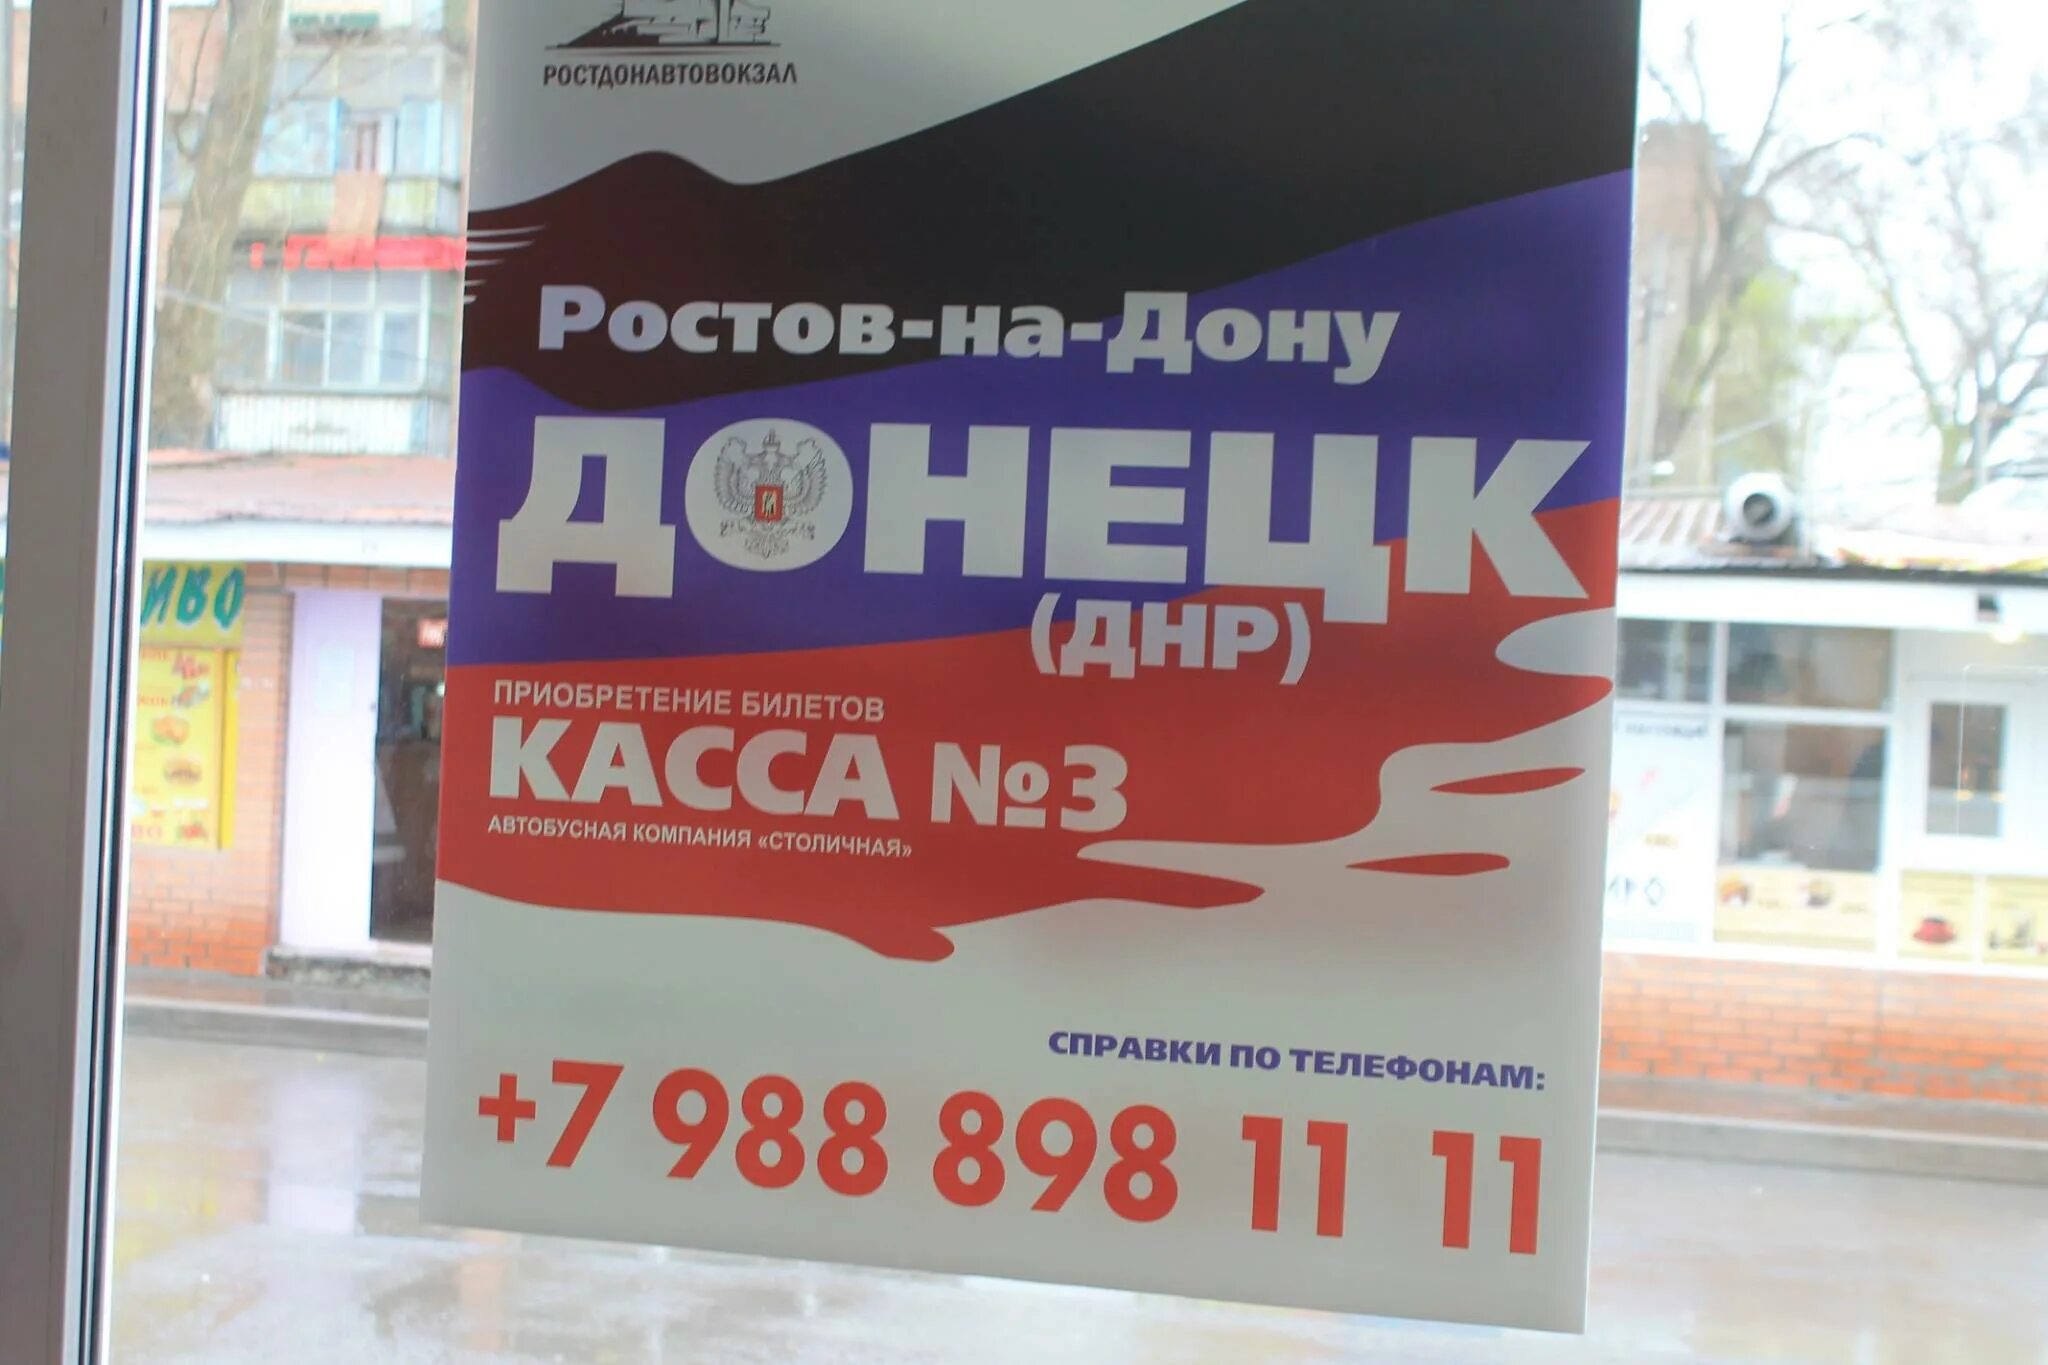 РОСТДОНАВТОВОКЗАЛ
Ростов-на-Дону
ДОНЕЦК
(ДНР)
ПРИОБРЕТЕНИЕ БИЛЕТОВ
КАССА №3
АВТОБУСНАЯ КОМПАНИЯ «СТОЛИЧНАЯ»
СПРАВКИ ПО ТЕЛЕФОНАМ:
+7 988 898 11 11
ИВО